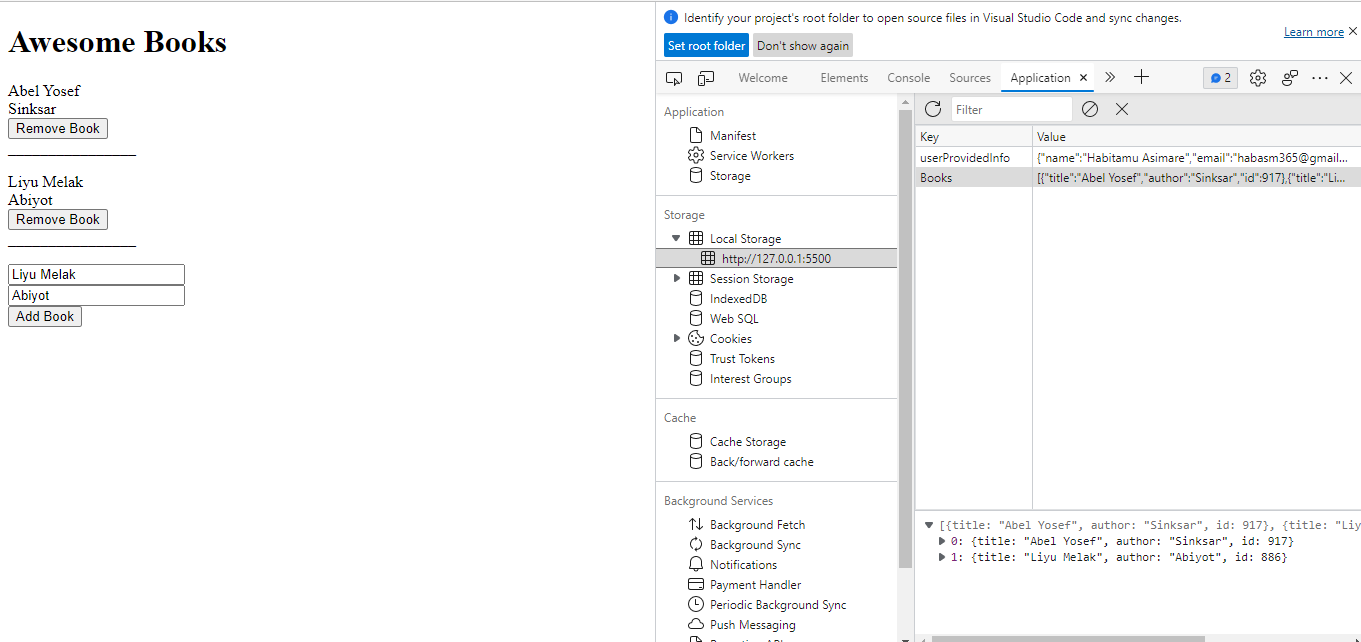 Awesome Books
Abel Yosef
Sinksar
Remove Book
Liyu Melak
Abiyot
Remove Book
Liyu Melak
Abiyot
Add Book
Identify your project's root folder to open source files in Visual Studio Code and sync changes.
Learn more
Set root folder
Don't show again
Welcome
Elements
Console
Sources
Application
2
Application
Manifest
Service Workers
Storage
Storage
Local Storage
http://127.0.0.1:5500
Session Storage
IndexedDB
Web SQL
Cookies
Trust Tokens
Interest Groups
Cache
Cache Storage
Back/forward cache
Background Services
Background Fetch
Background Sync
Notifications
Payment Handler
Periodic Background Sync
Push Messaging
Filter
Key Value
userProvidedInfo {"name":"Habitamu Asimare","email":"habasm365@gmail...
Books [{"title":"Abel Yosef","author":"Sinksar","id":917},{"title":"Li...
[{title: "Abel Yosef", author: "Sinksar", id: 917}, {title: "Liy
0: {title: "Abel Yosef", author: "Sinksar", id: 917}
1: {title: "Liyu Melak", author: "Abiyot", id: 886}